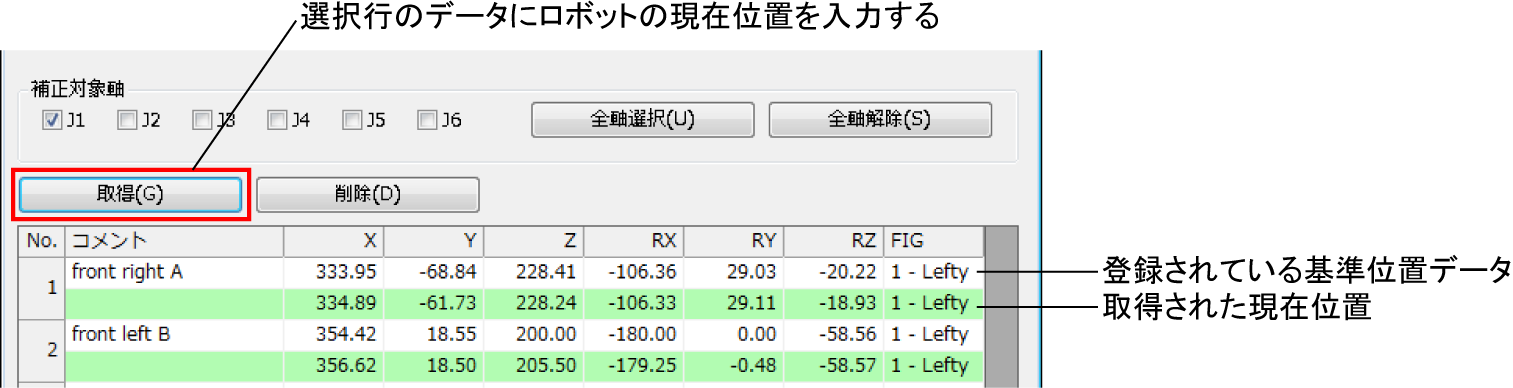 選択行のデータにロボットの現在位置を入力する
補正対象軸
J1 J2 J3 J4 J5 J6 全軸選択(U) 全軸解除(S)
取得(G) 削除(D)
No. コメント X Y Z RX RY RZ FIG
1 front right A 333.95 -68.84 228.41 -106.36 29.03 -20.22 1 - Lefty 登録されている基準位置データ
334.89 -61.73 228.24 -106.33 29.11 -18.93 1 - Lefty 取得された現在位置
2 front left B 354.42 18.55 200.00 -180.00 0.00 -58.56 1 - Lefty
356.62 18.50 205.50 -179.25 -0.48 -58.57 1 - Lefty